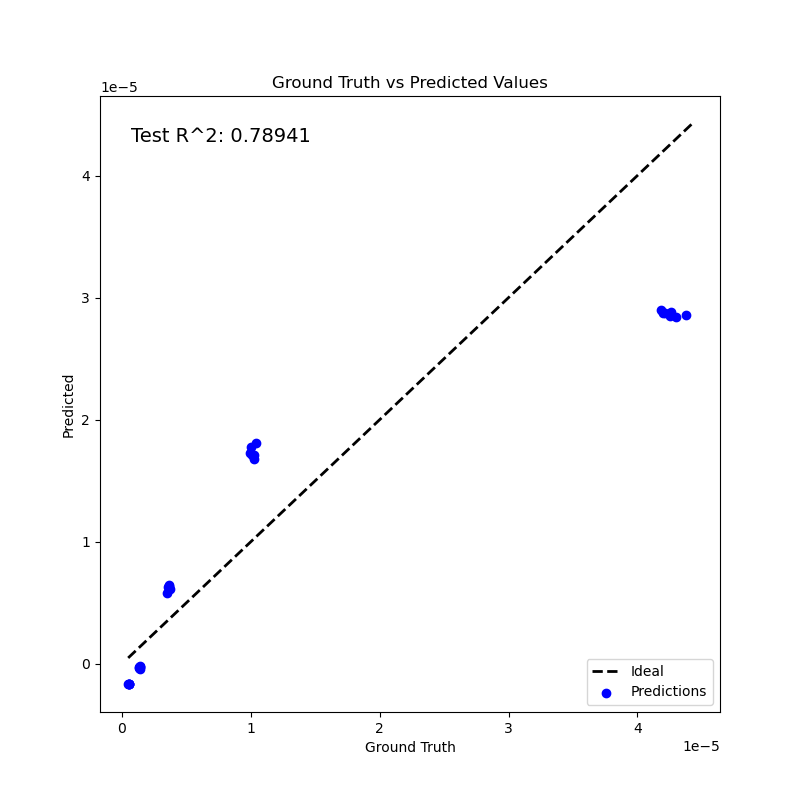 Ground Truth vs Predicted Values
1e−5
Test R^2: 0.78941
4
3
2
1
0
Predicted
Ideal
Predictions
0 1 2 3 4
Ground Truth
1e−5